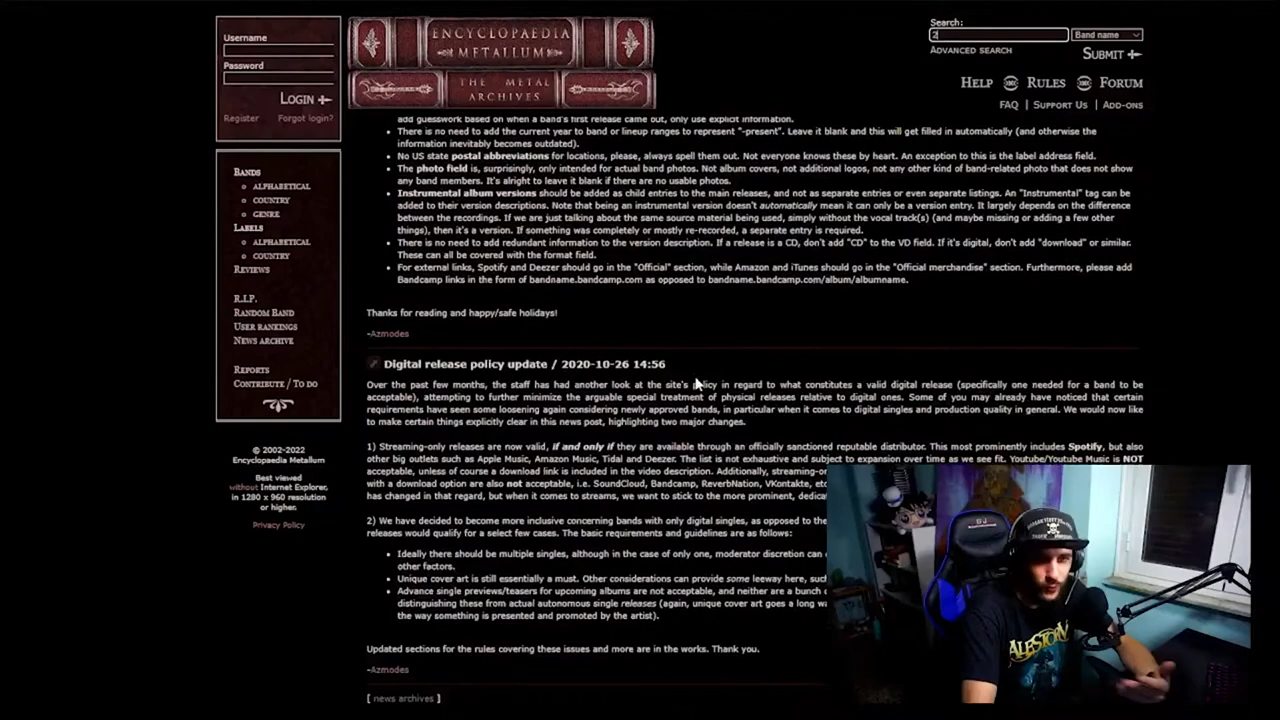 Username
Password
LOGIN
Register Forgot login?
ENCYCLOPAEDIA
METALLUM
THE METAL
ARCHIVES
Search:
2
Band name
ADVANCED SEARCH
SUBMIT
HELP RULES FORUM
FAQ | SUPPORT US | ADD-ONS
BANDS
ALPHABETICAL
COUNTRY
GENRE
LABELS
ALPHABETICAL
COUNTRY
REVIEWS
R.I.P.
RANDOM BAND
USER RANKINGS
NEWS ARCHIVE
REPORTS
CONTRIBUTE / TO DO
© 2002-2022
Encyclopaedia Metallum
Best viewed
without Internet Explorer,
in 1280 x 960 resolution
or higher.
Privacy Policy
add guesswork based on when a band's first release came out, only use explicit information.
There is no need to add the current year to band or lineup ranges to represent "-present". Leave it blank and this will get filled in automatically (and otherwise the
information inevitably becomes outdated).
No US state postal abbreviations for locations, please, always spell them out. Not everyone knows these by heart. An exception to this is the label address field.
The photo field is, surprisingly, only intended for actual band photos. Not album covers, not additional logos, not any other kind of band-related photo that does not show
any band members. It's alright to leave it blank if there are no usable photos.
Instrumental album versions should be added as child entries to the main releases, and not as separate entries or even separate listings. An "Instrumental" tag can be
added to their version descriptions. Note that being an instrumental version doesn't automatically mean it can only be a version entry. It largely depends on the difference
between the recordings. If we are just talking about the same source material being used, simply without the vocal track(s) (and maybe missing or adding a few other
things), then it's a version. If something was completely or mostly re-recorded, a separate entry is required.
There is no need to add redundant information to the version description. If a release is a CD, don't add "CD" to the VD field. If it's digital, don't add "download" or similar.
These can all be covered with the format field.
For external links, Spotify and Deezer should go in the "Official" section, while Amazon and iTunes should go in the "Official merchandise" section. Furthermore, please add
Bandcamp links in the form of bandname.bandcamp.com as opposed to bandname.bandcamp.com/album/albumname.
Thanks for reading and happy/safe holidays!
-Azmodes
Digital release policy update / 2020-10-26 14:56
Over the past few months, the staff has had another look at the site's policy in regard to what constitutes a valid digital release (specifically one needed for a band to be
acceptable), attempting to further minimize the arguable special treatment of physical releases relative to digital ones. Some of you may already have noticed that certain
requirements have seen some loosening again considering newly approved bands, in particular when it comes to digital singles and production quality in general. We would now like
to make certain things explicitly clear in this news post, highlighting two major changes.
1) Streaming-only releases are now valid, if and only if they are available through an officially sanctioned reputable distributor. This most prominently includes Spotify, but also
other big outlets such as Apple Music, Amazon Music, Tidal and Deezer. The list is not exhaustive and subject to expansion over time as we see fit. Youtube/Youtube Music is NOT
acceptable, unless of course a download link is included in the video description. Additionally, streaming-
with a download option are also not acceptable, i.e. SoundCloud, Bandcamp, ReverbNation, VKontakte, etc
has changed in that regard, but when it comes to streams, we want to stick to the more prominent,
2) We have decided to become more inclusive concerning bands with only digital singles, as opposed to the
releases would qualify for a select few cases. The basic requirements and guidelines are as follows:
Ideally there should be multiple singles, although in the case of only one, moderator discretion can
other factors.
Unique cover art is still essentially a must. Other considerations can provide some leeway here,
Advance single previews/teasers for upcoming albums are not acceptable, and neither are a bunch
distinguishing these from actual autonomous single releases (again, unique cover art goes a long
the way something is presented and promoted by the artist).
Updated sections for the rules covering these issues and more are in the works. Thank you.
-Azmodes
[ news archives ]
ALESTORM